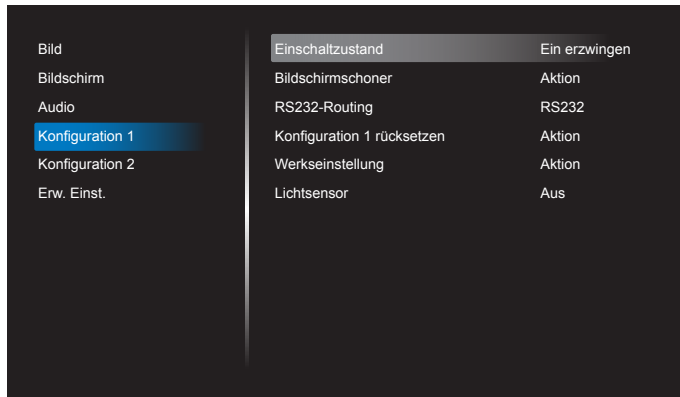 Bild
Bildschirm
Audio
Konfiguration 1
Konfiguration 2
Erw. Einst.
Einschaltzustand Ein erzwingen
Bildschirmschoner Aktion
RS232-Routing RS232
Konfiguration 1 rücksetzen Aktion
Werkseinstellung Aktion
Lichtsensor Aus